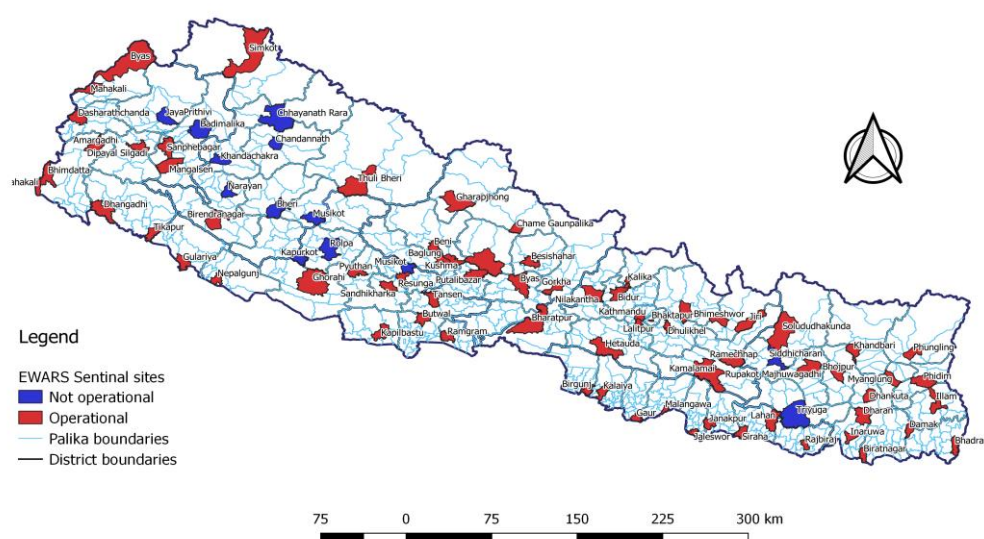 Simkot
Byas
Mahakali
Dasharathchanda
JayaPrithivi
Badimalika
Chhayanath Rara
Chandannath
Amargadhi
Dipayal Silgadi
Sanphebagar
Khandachakra
Mangalsen
Bhimdatta
ahakali
Narayan
Thuli Bheri
Gharapjhong
Dhangadhi
Birendranagar
Bheri
Musikot
Chame Gaunpalika
Tikapur
Rolpa
Kapurkot
Beni
Baglung
Besishahar
Gulariya
Nepalgunj
Ghorahi
Pyuthan
Musikot
Kushma
Resunga
Putalibazar
Byas
Gorkha
Kalika
Sandhikharka
Tansen
Nilakantha
Bidur
Butwal
Bharatpur
Kathmandu
Bhaktapur
Bhimeshwor
Jiri
Solududhakunda
Kapilbastu
Ramgram
Lalitpur
Dhulikhel
Hetauda
Ramechhap
Siddhicharan
Khandbari
Phungling
Kamalamail
Rupakot Majhuwagadhi
Bhojpur
Myanglung
Phidim
Birgunj
Kalaiya
Malangawa
Dhankuta
Illam
Gaur
Janakpur
Lahan
Triyuga
Dharan
Damak
Jaleswor
Siraha
Rajbiraj
Inaruwa
Biratnagar
Bhadra
Legend
EWARS Sentinal sites
Not operational
Operational
Palika boundaries
District boundaries
75 0 75 150 225 300 km